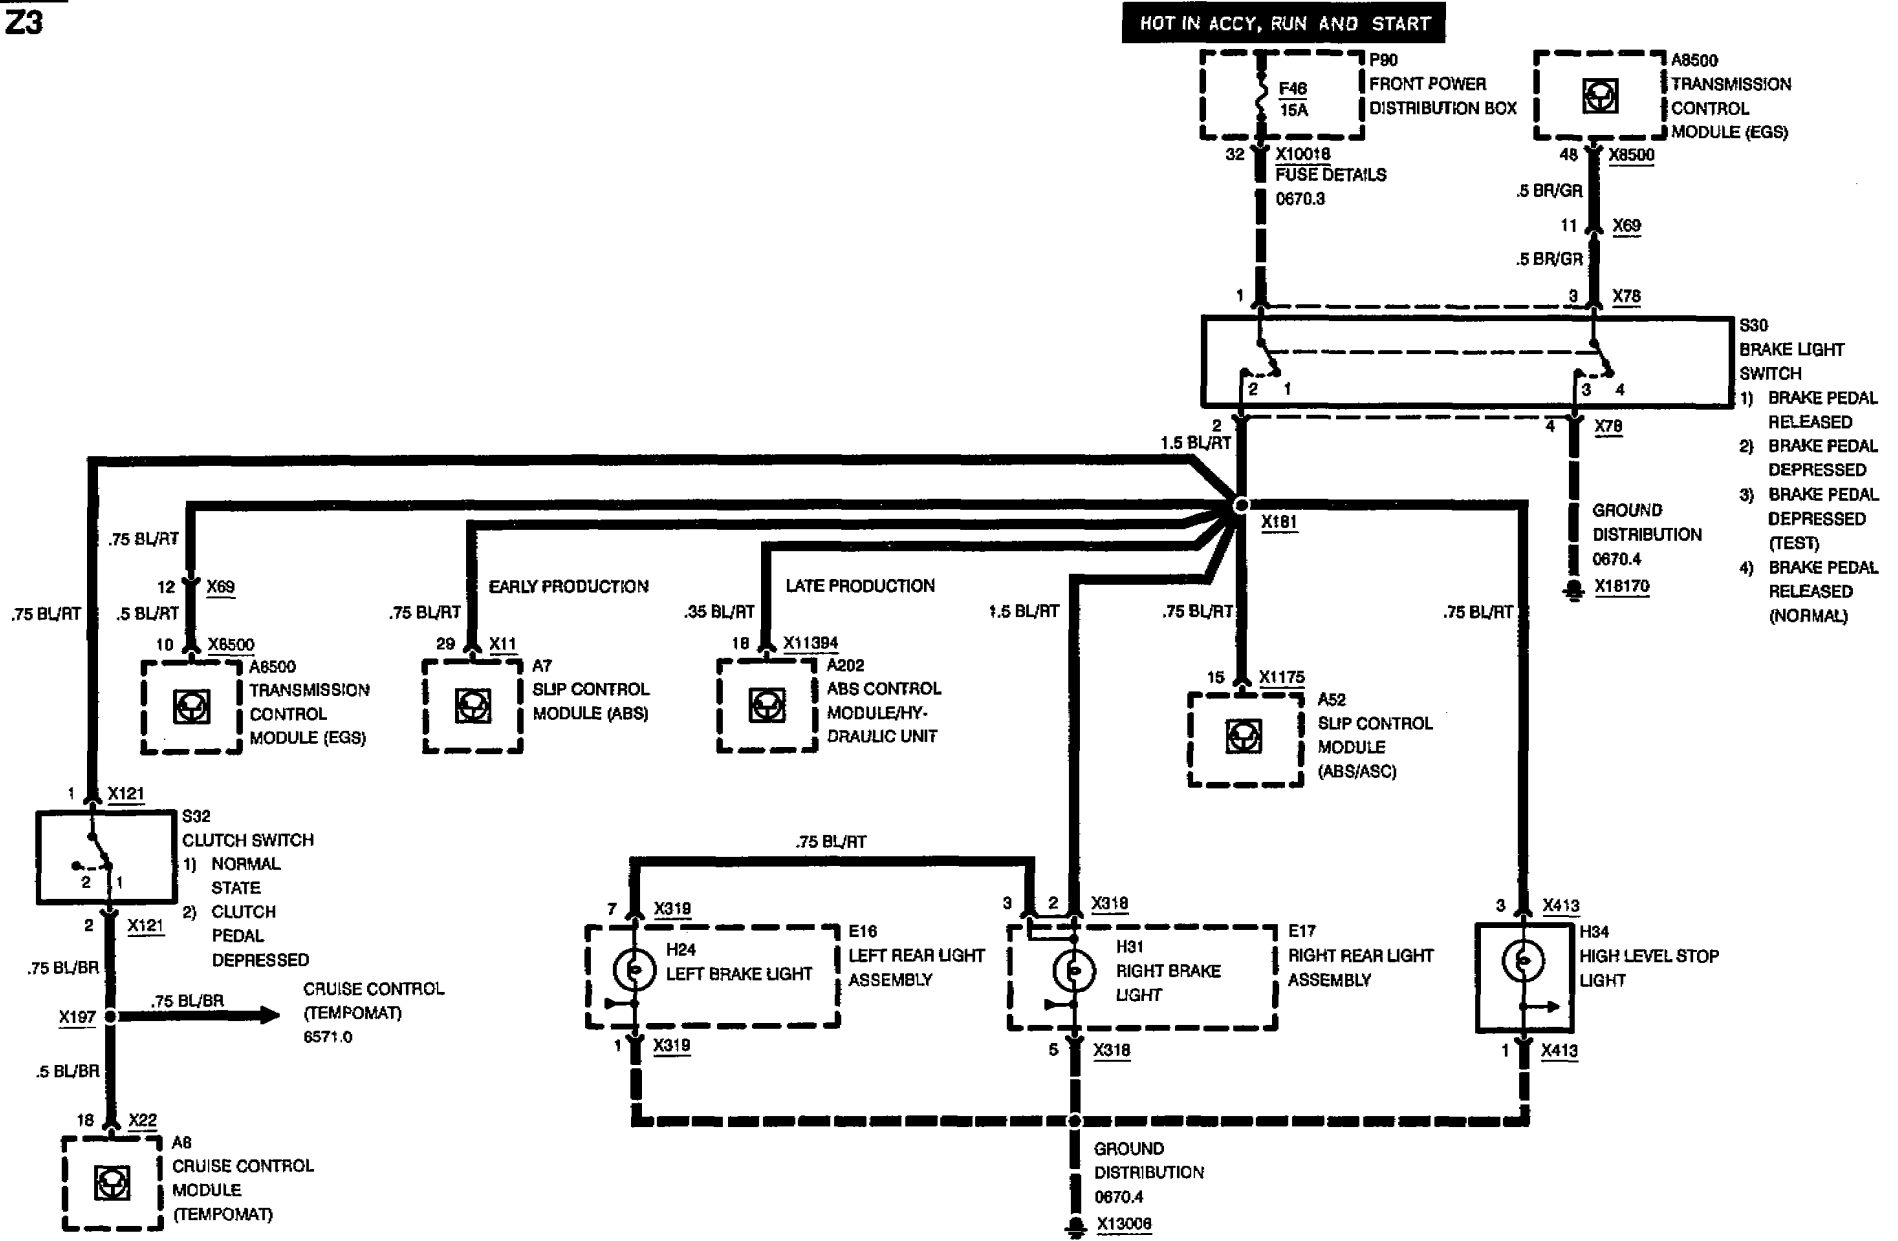 Z3
HOT IN ACCY, RUN AND START
P90
FRONT POWER
DISTRIBUTION BOX
F46
15A
32
X10018
FUSE DETAILS
0670.3
A8500
TRANSMISSION
CONTROL
MODULE (EGS)
48
X8500
.5 BR/GR
11
X69
.5 BR/GR
1
3
X78
S30
BRAKE LIGHT
SWITCH
1) BRAKE PEDAL
RELEASED
2) BRAKE PEDAL
DEPRESSED
3) BRAKE PEDAL
DEPRESSED
(TEST)
4) BRAKE PEDAL
RELEASED
(NORMAL)
2
1
3
4
2
4
X78
1.5 BL/RT
X181
GROUND
DISTRIBUTION
0670.4
X18170
.75 BL/RT
.75 BL/RT
12
X69
.5 BL/RT
10
X8500
A8500
TRANSMISSION
CONTROL
MODULE (EGS)
EARLY PRODUCTION
.75 BL/RT
29
X11
A7
SLIP CONTROL
MODULE (ABS)
LATE PRODUCTION
.35 BL/RT
18
X11394
A202
ABS CONTROL
MODULE/HY-
DRAULIC UNIT
1.5 BL/RT
.75 BL/RT
15
X1175
A52
SLIP CONTROL
MODULE
(ABS/ASC)
.75 BL/RT
1
X121
S32
CLUTCH SWITCH
1) NORMAL
STATE
2) CLUTCH
PEDAL
DEPRESSED
2
1
2
X121
.75 BL/BR
.75 BL/BR
X197
CRUISE CONTROL
(TEMPOMAT)
6571.0
.5 BL/BR
18
X22
A8
CRUISE CONTROL
MODULE
(TEMPOMAT)
.75 BL/RT
7
X319
H24
LEFT BRAKE LIGHT
E16
LEFT REAR LIGHT
ASSEMBLY
1
X319
3
2
X318
H31
RIGHT BRAKE
LIGHT
E17
RIGHT REAR LIGHT
ASSEMBLY
5
X318
3
X413
H34
HIGH LEVEL STOP
LIGHT
1
X413
GROUND
DISTRIBUTION
0670.4
X13006